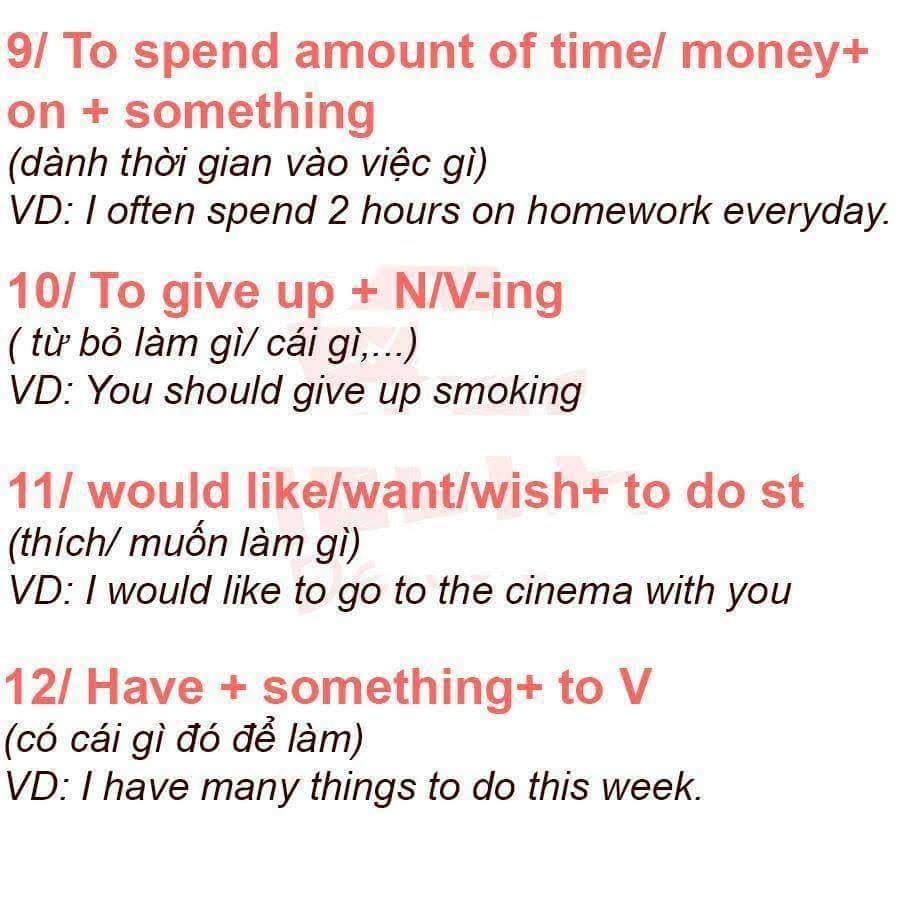 9/ To spend amount of time/ money+
on + something
(dành thời gian vào việc gì)
VD: I often spend 2 hours on homework everyday.
10/ To give up + N/V-ing
( từ bỏ làm gì/ cái gì,...)
VD: You should give up smoking
11/ would like/want/wish+ to do st
(thích/ muốn làm gì)
VD: I would like to go to the cinema with you
12/ Have + something+ to V
(có cái gì đó để làm)
VD: I have many things to do this week.